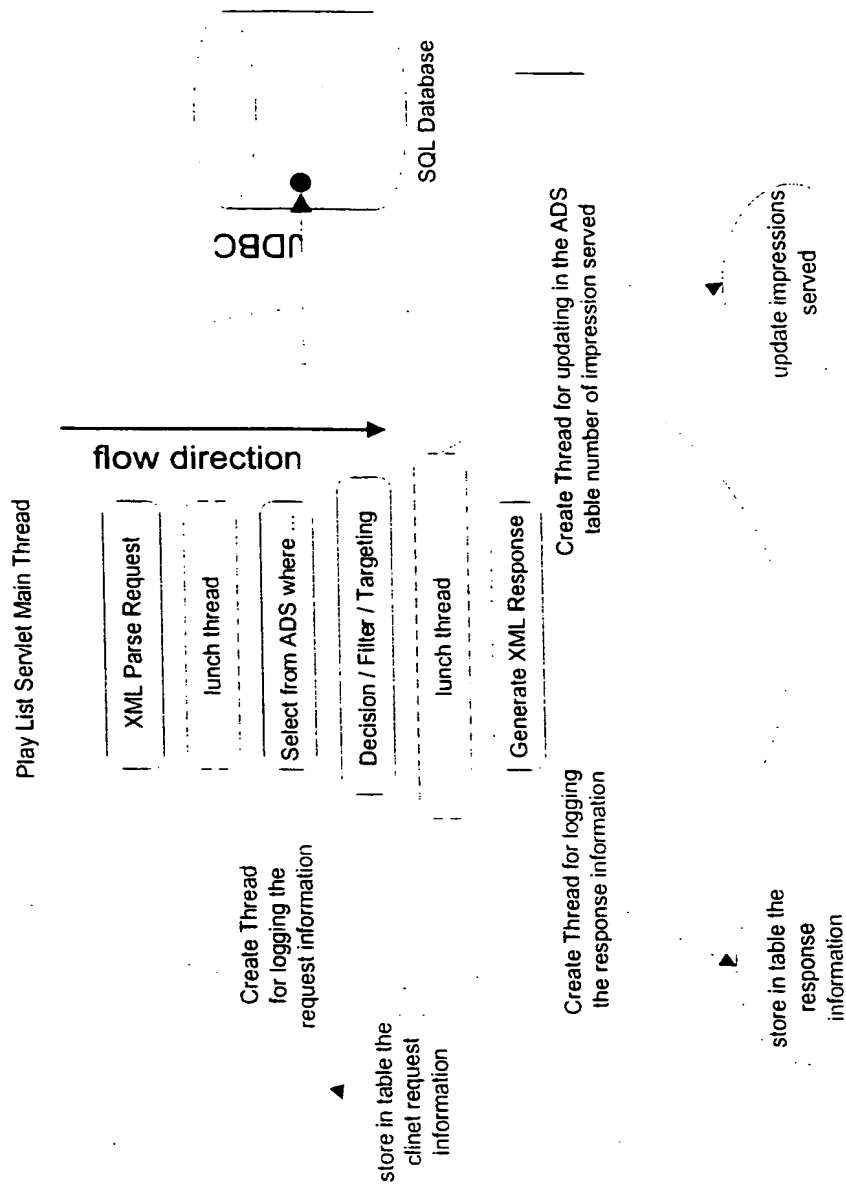 Play List Servlet Main Thread
flow direction
XML Parse Request
lunch thread
Select from ADS where ...
Decision / Filter / Targeting
lunch thread
Generate XML Response
JDBC
SQL Database
Create Thread
for logging the
request information
store in table the
clinet request
information
Create Thread for logging
the response information
store in table the
response
information
Create Thread for updating in the ADS
table number of impression served
update impressions
served